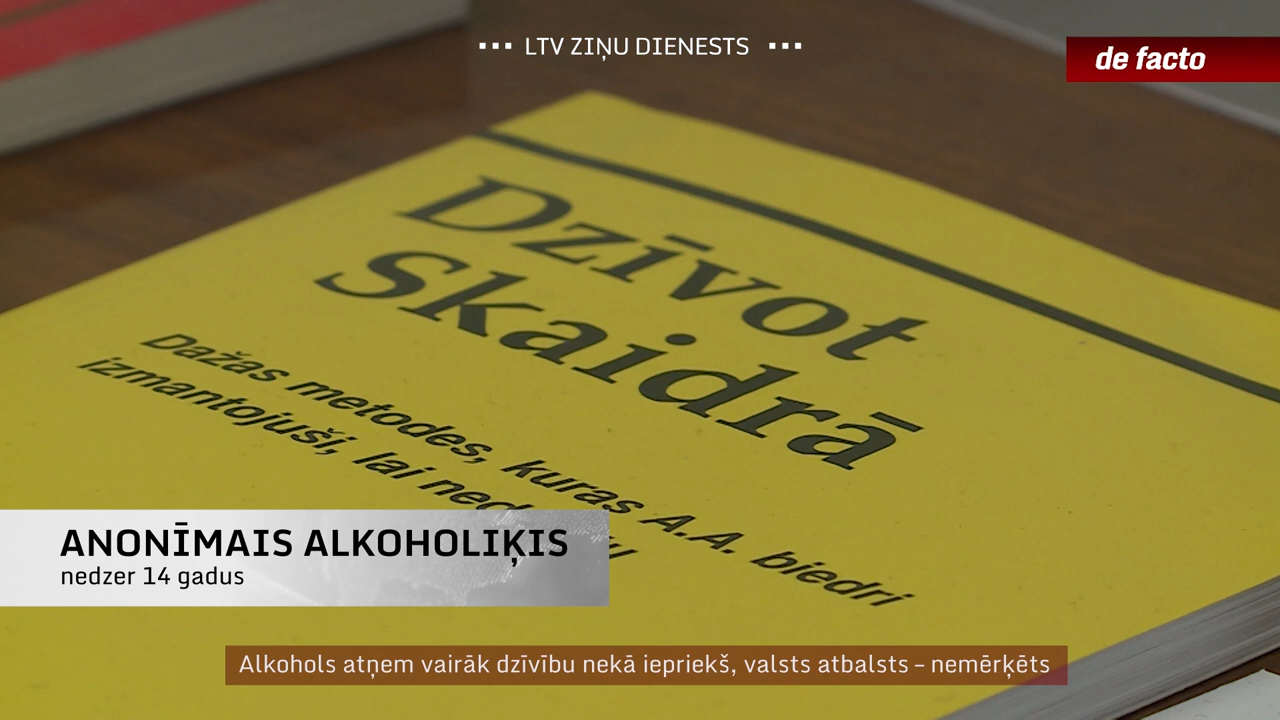 LTV ZIŅU DIENESTS
de facto
Dzīvot
Skaidrā
Dažas metodes, kuras A.A. biedri
izmantojuši, lai
ANONĪMAIS ALKOHOLIĶIS
nedzer 14 gadus
Alkohols atņem vairāk dzīvību nekā iepriekš, valsts atbalsts – nemērķēts